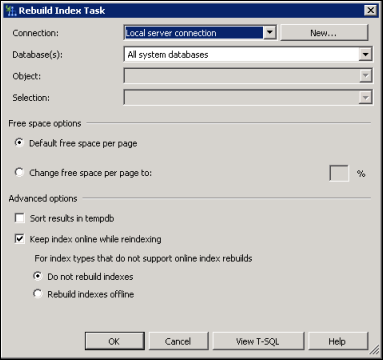 Rebuild Index Task
Connection: Local server connection New...
Database(s): All system databases
Object:
Selection:
Free space options
Default free space per page
Change free space per page to: %
Advanced options
Sort results in tempdb
Keep index online while reindexing
For index types that do not support online index rebuilds
Do not rebuild indexes
Rebuild indexes offline
OK Cancel View T-SQL Help